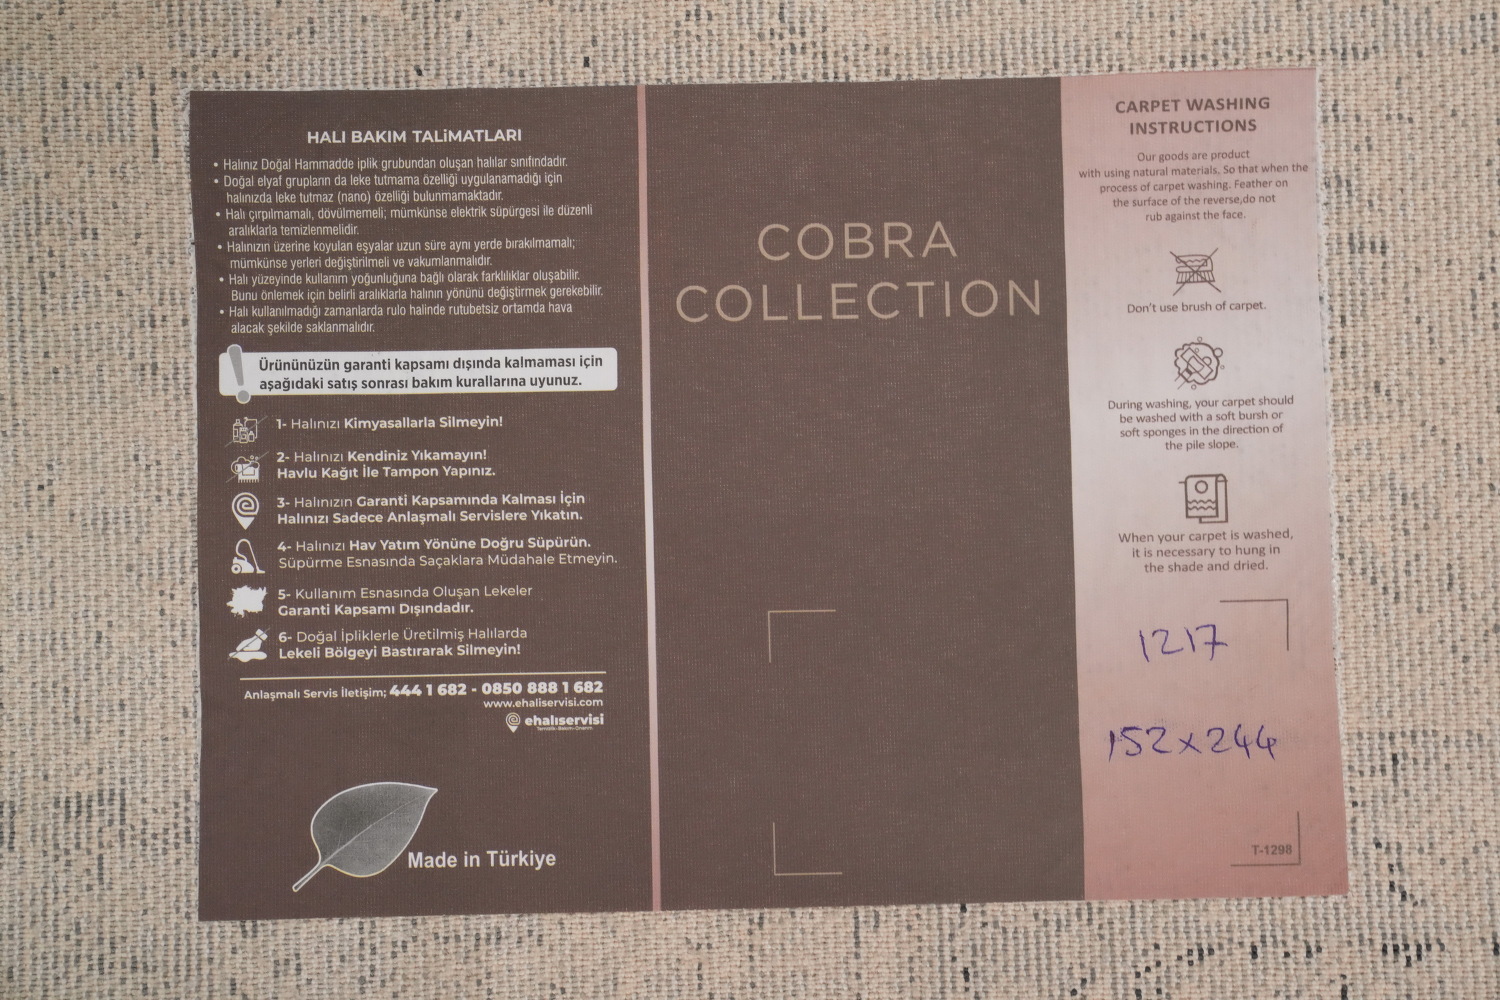 HALI BAKIM TALiMATLARI
• Halınız Doğal Hammadde iplik grubundan oluşan halılar sınıfındadır.
• Doğal elyaf grupların da leke tutmama özelliği uygulanamadığı için
halınızda leke tutmaz (nano) özelliği bulunmamaktadır.
• Halı çırpılmamalı, dövülmemeli; mümkünse elektrik süpürgesi ile düzenli
aralıklarla temizlenmelidir.
• Halınızın üzerine koyulan eşyalar uzun süre aynı yerde bırakılmamalı;
mümkünse yerleri değiştirilmeli ve vakumlanmalıdır.
• Halı yüzeyinde kullanım yoğunluğuna bağlı olarak farklılıklar oluşabilir.
Bunu önlemek için belirli aralıklarla halının yönünü değiştirmek gerekebilir.
• Halı kullanılmadığı zamanlarda rulo halinde rutubetsiz ortamda hava
alacak şekilde saklanmalıdır.
Ürününüzün garanti kapsamı dışında kalmaması için
aşağıdaki satış sonrası bakım kurallarına uyunuz.
1- Halınızı Kimyasallarla Silmeyin!
2- Halınızı Kendiniz Yıkamayın!
Havlu Kağıt İle Tampon Yapınız.
3- Halınızın Garanti Kapsamında Kalması İçin
Halınızı Sadece Anlaşmalı Servislere Yıkatın.
4- Halınızı Hav Yatım Yönüne Doğru Süpürün.
Süpürme Esnasında Saçaklara Müdahale Etmeyin.
5- Kullanım Esnasında Oluşan Lekeler
Garanti Kapsamı Dışındadır.
6- Doğal İpliklerle Üretilmiş Halılarda
Lekeli Bölgeyi Bastırarak Silmeyin!
Anlaşmalı Servis İletişim; 444 1 682 - 0850 888 1 682
www.ehaliservisi.com
ehalıservisi
Temizlik-Bakım-Onarım
Made in Türkiye
COBRA
COLLECTION
CARPET WASHING
INSTRUCTIONS
Our goods are product
with using natural materials. So that when the
process of carpet washing. Feather on
the surface of the reverse,do not
rub against the face.
Don't use brush of carpet.
During washing, your carpet should
be washed with a soft bursh or
soft sponges in the direction of
the pile slope.
When your carpet is washed,
it is necessary to hung in
the shade and dried.
1217
152x244
T-1298